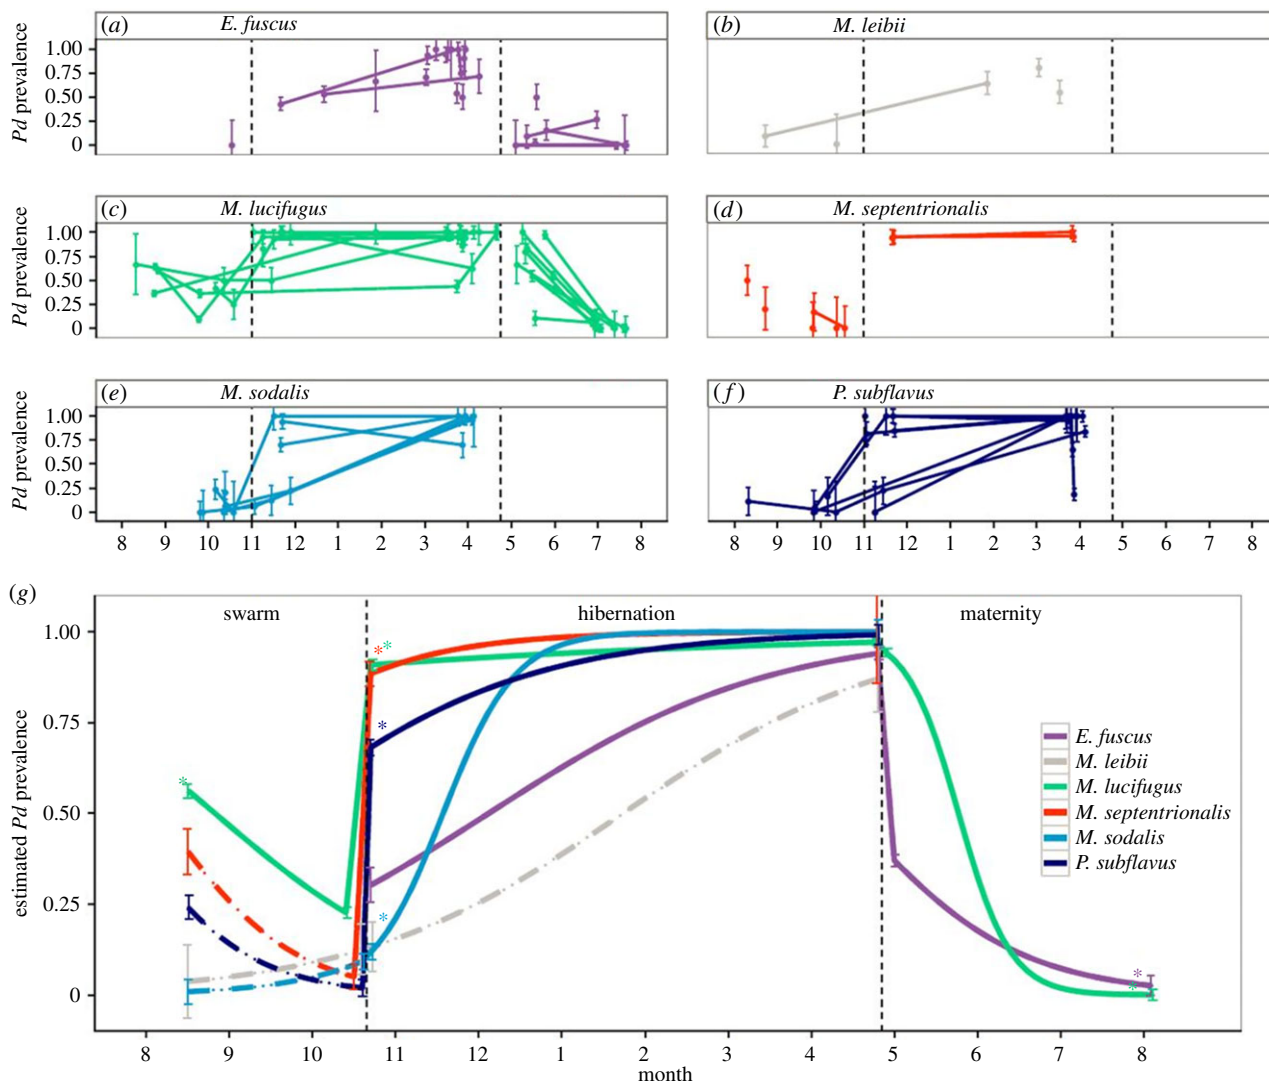 (a) E. fuscus
(b) M. leibii
Pd prevalence
1.00
0.75
0.50
0.25
0
(c) M. lucifugus
(d) M. septentrionalis
Pd prevalence
1.00
0.75
0.50
0.25
0
(e) M. sodalis
(f) P. subflavus
Pd prevalence
1.00
0.75
0.50
0.25
0
8 9 10 11 12 1 2 3 4 5 6 7 8
8 9 10 11 12 1 2 3 4 5 6 7 8
(g)
swarm hibernation maternity
estimated Pd prevalence
1.00
0.75
0.50
0.25
0
* *
*
*
*
*
*
E. fuscus
M. leibii
M. lucifugus
M. septentrionalis
M. sodalis
P. subflavus
8 9 10 11 12 1 2 3 4 5 6 7 8
month